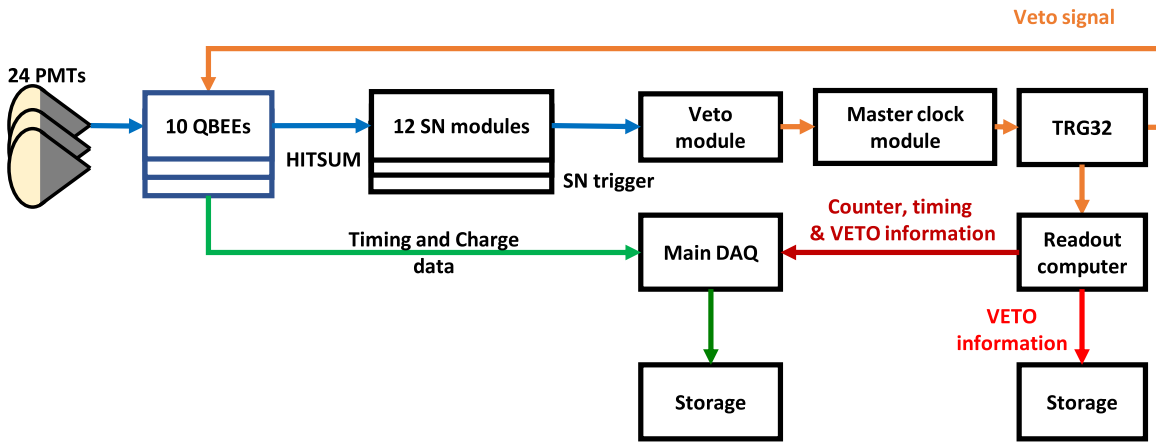 Veto signal
24 PMTs
10 QBEEs
HITSUM
12 SN modules
SN trigger
Veto
module
Master clock
module
TRG32
Timing and Charge
data
Main DAQ
Counter, timing
& VETO information
Readout
computer
VETO
information
Storage
Storage